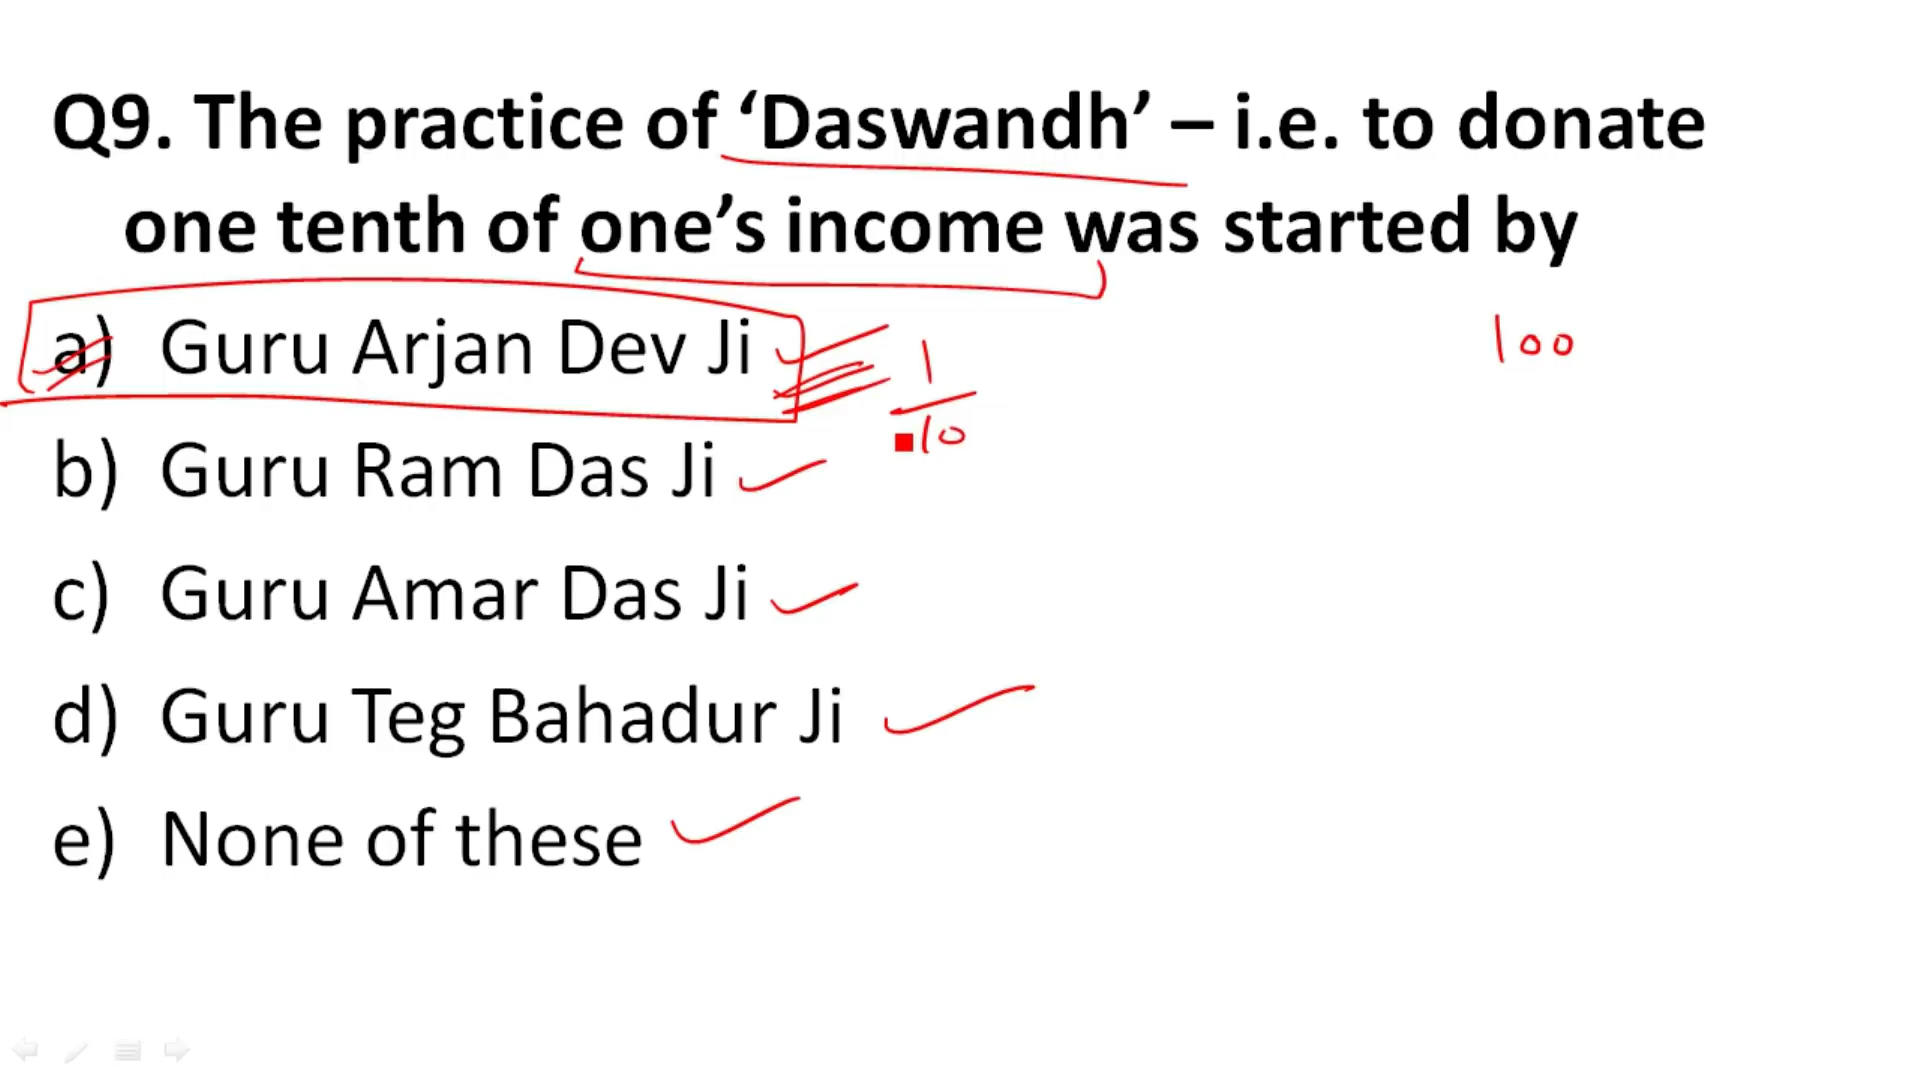 Q9. The practice of ‘Daswandh’ – i.e. to donate
one tenth of one’s income was started by
100
a) Guru Arjan Dev Ji
1
10
b) Guru Ram Das Ji
c) Guru Amar Das Ji
d) Guru Teg Bahadur Ji
e) None of these